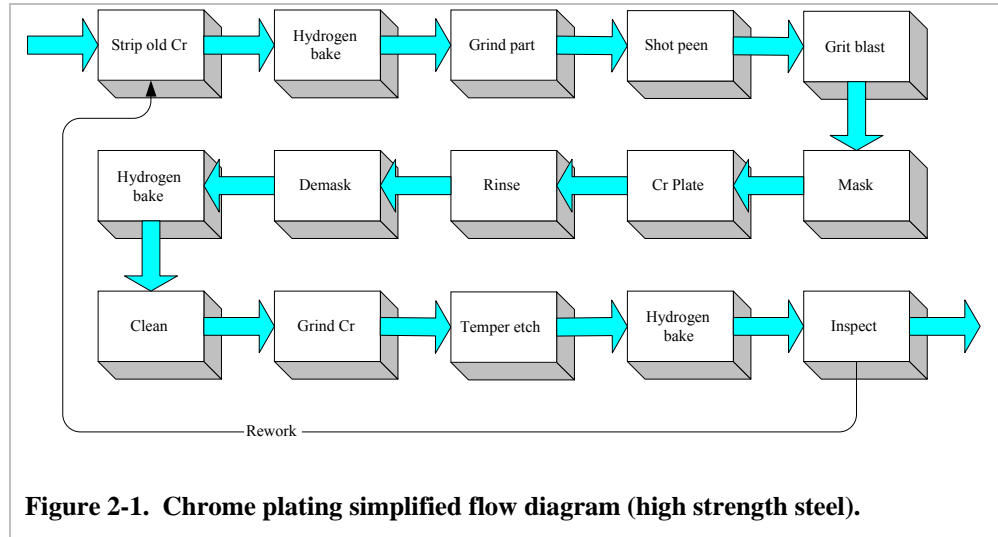 Strip old Cr
Hydrogen
bake
Grind part
Shot peen
Grit blast
Mask
Cr Plate
Rinse
Demask
Hydrogen
bake
Clean
Grind Cr
Temper etch
Hydrogen
bake
Inspect
Rework
Figure 2-1. Chrome plating simplified flow diagram (high strength steel).